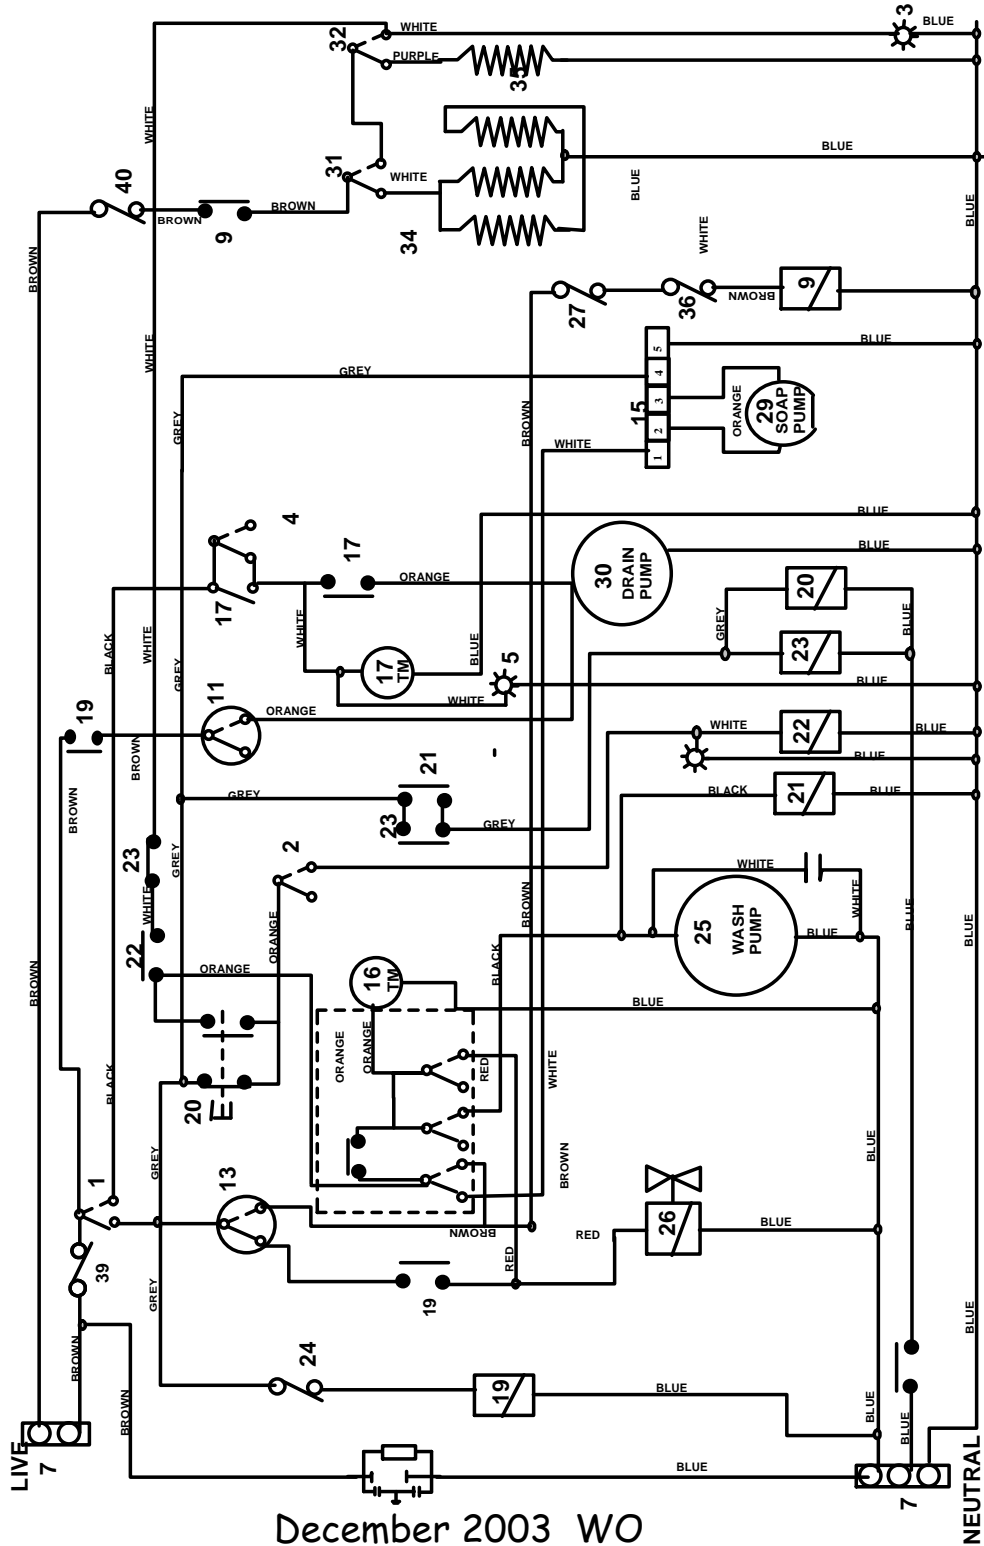 3
BLUE
WHITE
32
PURPLE
35
WHITE
31
WHITE
BLUE
40
BROWN
9
BROWN
34
BLUE
WHITE
BLUE
BROWN
27
36
BROWN
9
WHITE
GREY
BLUE
GREY
15
1
2
3
4
5
ORANGE
29
SOAP
PUMP
BROWN
WHITE
4
17
17
ORANGE
BLUE
30
DRAIN
PUMP
BLUE
BLACK
WHITE
GREY
WHITE
17
TM
BLUE
5
WHITE
GREY
20
23
BLUE
BLUE
19
11
ORANGE
BROWN
BROWN
WHITE
22
BLUE
BLUE
GREY
21
23
GREY
BLACK
21
BLUE
23
GREY
2
WHITE
22
ORANGE
ORANGE
BROWN
WHITE
25
WASH
PUMP
WHITE
BLUE
BLUE
BLUE
BROWN
16
TM
BLACK
BLUE
ORANGE
ORANGE
RED
WHITE
20
BLACK
GREY
1
13
BROWN
BROWN
BLUE
39
GREY
RED
RED
26
BLUE
19
BROWN
24
19
BLUE
BLUE
BROWN
BLUE
BLUE
LIVE
7
BLUE
7
NEUTRAL
December 2003 WO